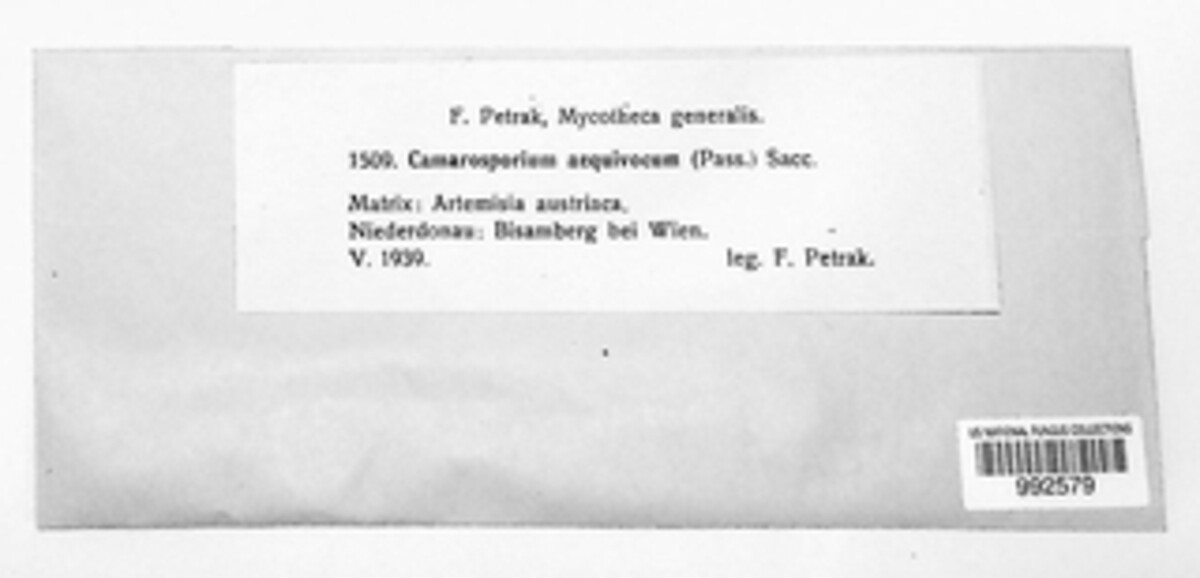 F. Petrak, Mycotheca generalis.
1509. Camarosporium aequivocum (Pass.) Sacc.
Matrix: Artemisia austriaca.
Niederdonau: Bisamberg bei Wien.
V. 1939. leg. F. Petrak.
US NATIONAL FUNGUS COLLECTIONS
992579